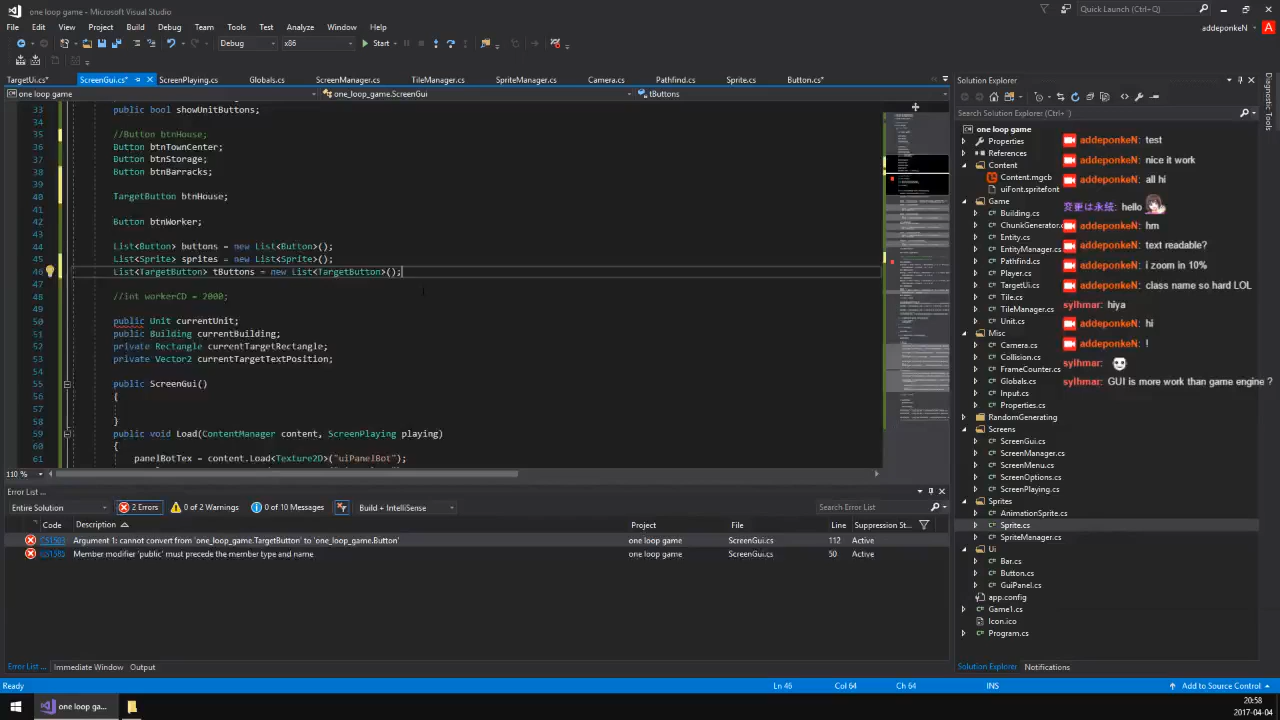 one loop game - Microsoft Visual Studio
Quick Launch (Ctrl+Q)
File Edit View Project Build Debug Team Tools Test Analyze Window Help
addeponkeN A
Debug x86 Start
TargetUi.cs* ScreenGui.cs* ScreenPlaying.cs Globals.cs ScreenManager.cs TileManager.cs SpriteManager.cs Camera.cs Pathfind.cs Sprite.cs Button.cs*
one loop game one_loop_game.ScreenGui tButtons
33 public bool showUnitButtons;
35 //Button btnHouse;
36 Button btnTownCenter;
37 Button btnStorage;
38 Button btnBarack;
39
40 TargetButton btnHouse;
41
Button btnWorker;
44 List<Button> buttons = new List<Button>();
45 List<Sprite> sprites = new List<Sprite>();
46 List<TargetButton> tButtons = new List<TargetButton>();
47
48 //int workerCD = 2000;
50 public Unit current
51 public Building currentBuilding;
52 private Rectangle currentTargetRectangle;
53 private Vector2 currentTargetTextPosition;
54
55 public ScreenGui()
56 {
57
58 }
59 public void Load(ContentManager content, ScreenPlaying playing)
60 {
61 panelBotTex = content.Load<Texture2D>("uiPanelBot");
110 %
Error List ...
Entire Solution 2 Errors 0 of 2 Warnings 0 of 10 Messages Build + IntelliSense Search Error List
Code Description Project File Line Suppression St...
CS1503 Argument 1: cannot convert from 'one_loop_game.TargetButton' to 'one_loop_game.Button' one loop game ScreenGui.cs 112 Active
CS1585 Member modifier 'public' must precede the member type and name one loop game ScreenGui.cs 50 Active
Error List ... Immediate Window Output
Solution Explorer
Search Solution Explorer (Ctrl+ )
one loop game
Properties
References
Content
Content.mgcb
uiFont.spritefont
Game
Building.cs
ChunkGenerator.c
Entity.cs
EntityManager.cs
Pathfind.cs
Player.cs
TargetUi.cs
Tile.cs
TileManager.cs
Unit.cs
Misc
Camera.cs
Collision.cs
FrameCounter.cs
Globals.cs
Input.cs
Properties.cs
RandomGenerating
Screens
ScreenGui.cs
ScreenManager.cs
ScreenMenu.cs
ScreenOptions.cs
ScreenPlaying.cs
Sprites
AnimationSprite.cs
Sprite.cs
SpriteManager.cs
Ui
Bar.cs
Button.cs
GuiPanel.cs
app.config
Game1.cs
Icon.ico
Program.cs
Solution Explorer Notifications
Diagnostic Tools
addeponkeN: test
addeponkeN: nice it work
addeponkeN: all hi
変更は永続: hello
addeponkeN: hm
addeponkeN: text readable?
addeponkeN: i zoomed 10%
addeponkeN: classes r so hard LOL
sylhmar: hiya
addeponkeN: hi
addeponkeN: !
sylhmar:
sylhmar: GUI is more work than game engine ?
Ready Ln 46 Col 64 Ch 64 INS Add to Source Control
one loop ga...
20:58
2017-04-04